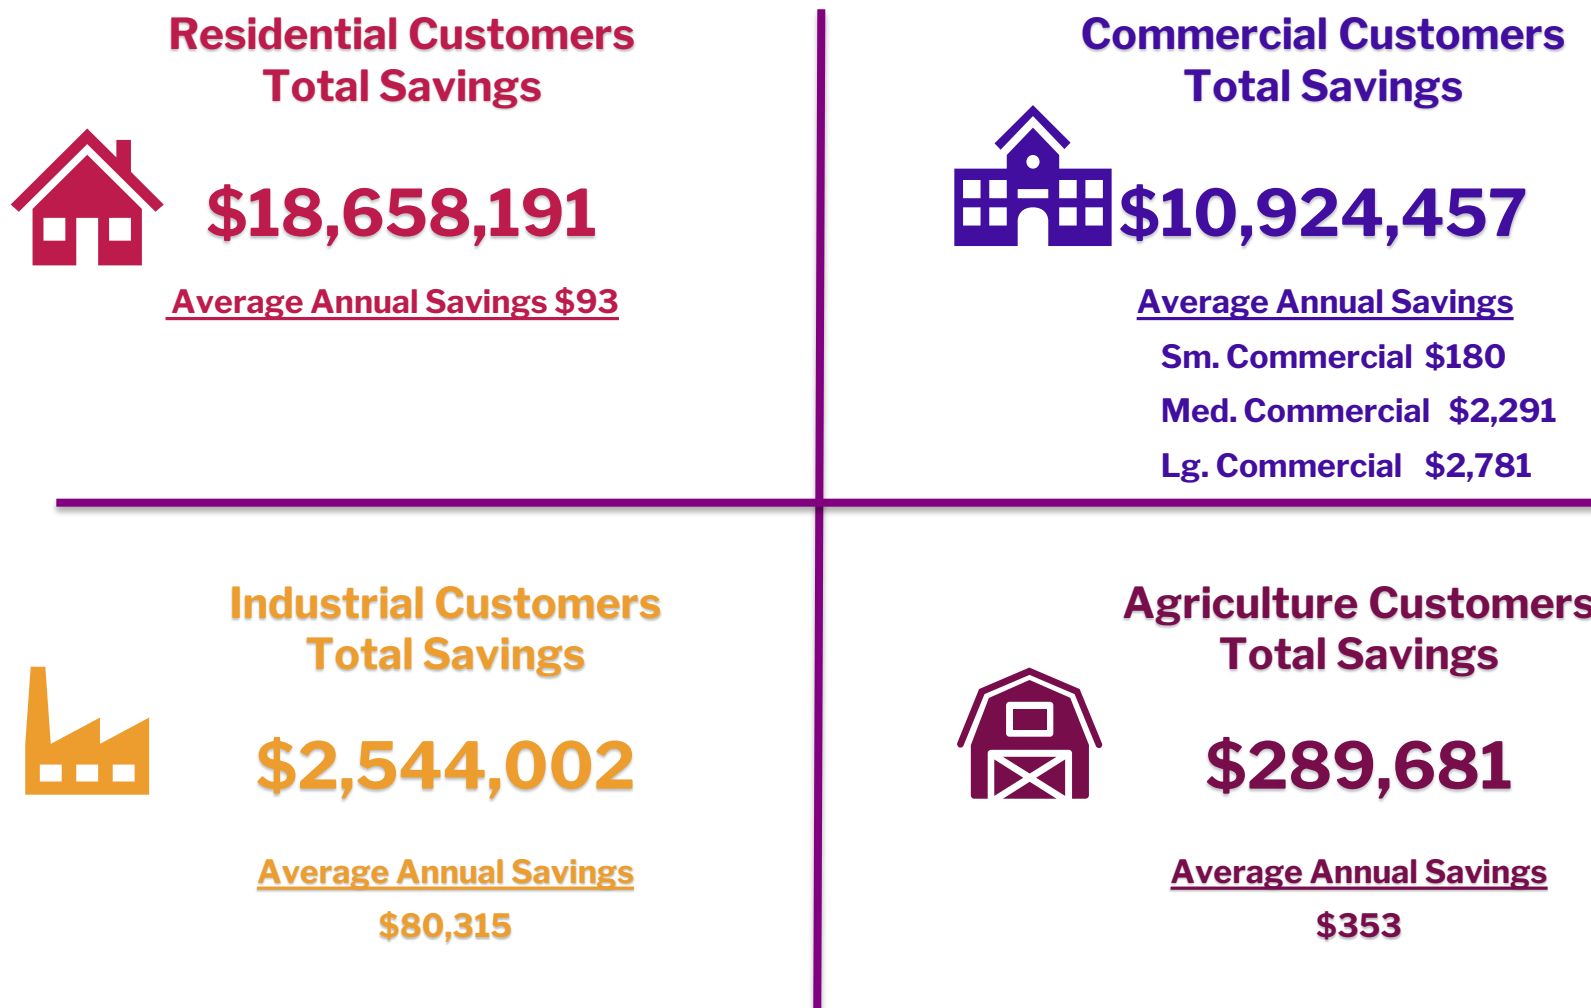 Residential Customers
Total Savings
$18,658,191
Average Annual Savings $93
Commercial Customers
Total Savings
$10,924,457
Average Annual Savings
Sm. Commercial $180
Med. Commercial $2,291
Lg. Commercial $2,781
Industrial Customers
Total Savings
$2,544,002
Average Annual Savings
$80,315
Agriculture Customers
Total Savings
$289,681
Average Annual Savings
$353